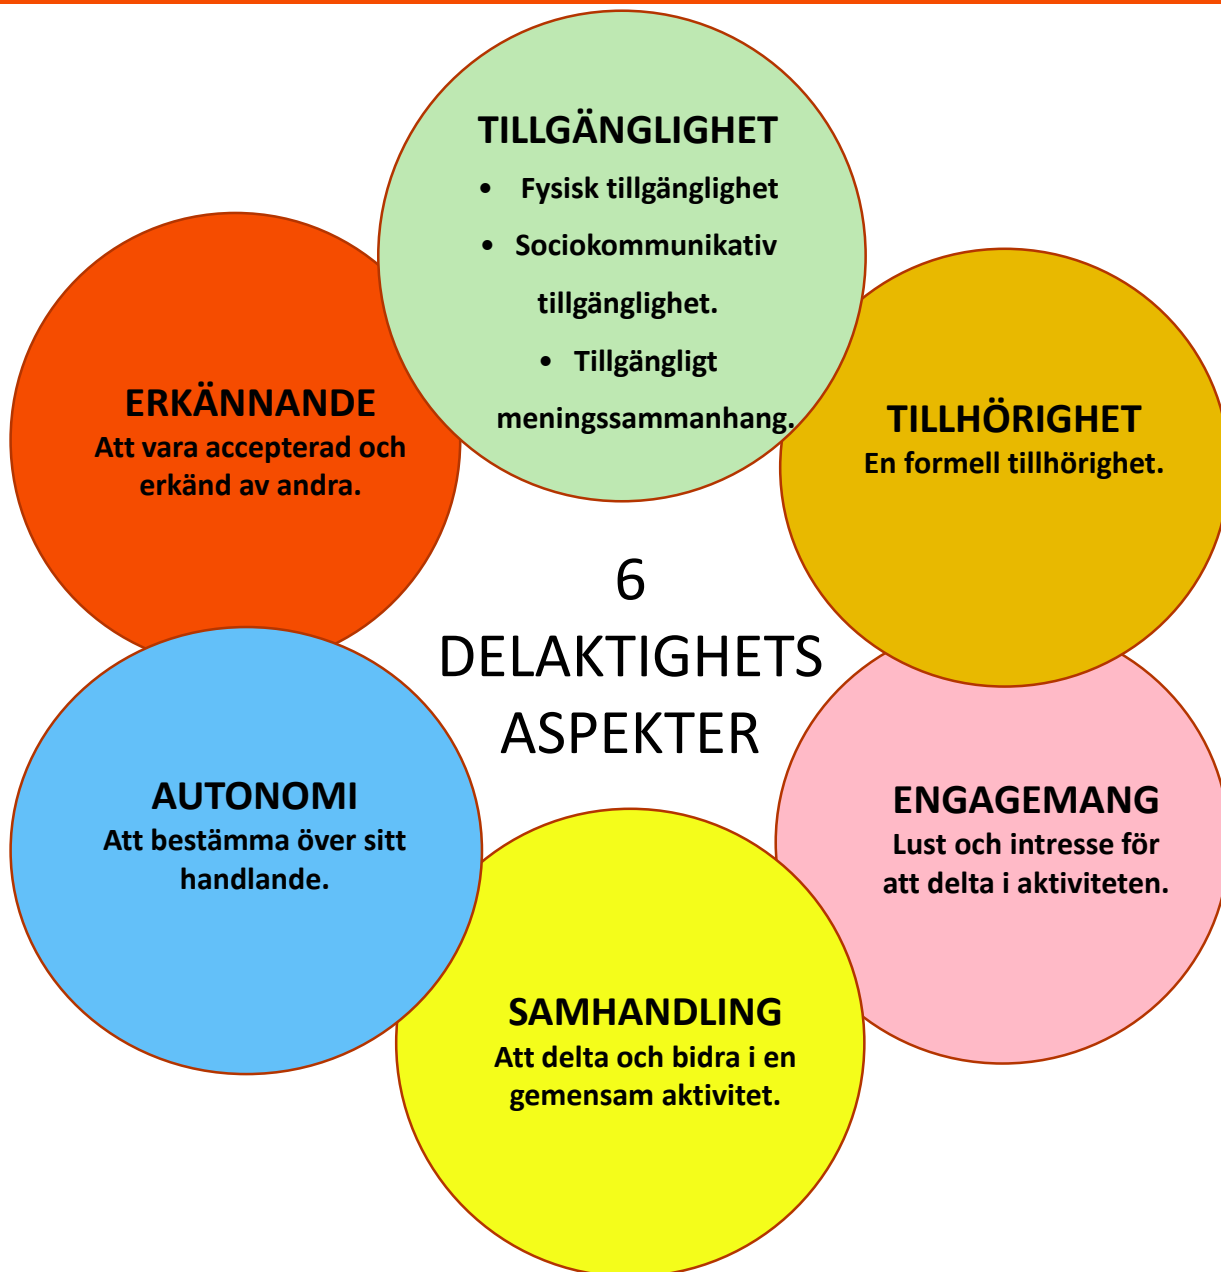 TILLGÄNGLIGHET
• Fysisk tillgänglighet
• Sociokommunikativ
tillgänglighet.
• Tillgängligt
meningssammanhang.
ERKÄNNANDE
Att vara accepterad och
erkänd av andra.
TILLHÖRIGHET
En formell tillhörighet.
6
DELAKTIGHETS
ASPEKTER
AUTONOMI
Att bestämma över sitt
handlande.
ENGAGEMANG
Lust och intresse för
att delta i aktiviteten.
SAMHANDLING
Att delta och bidra i en
gemensam aktivitet.